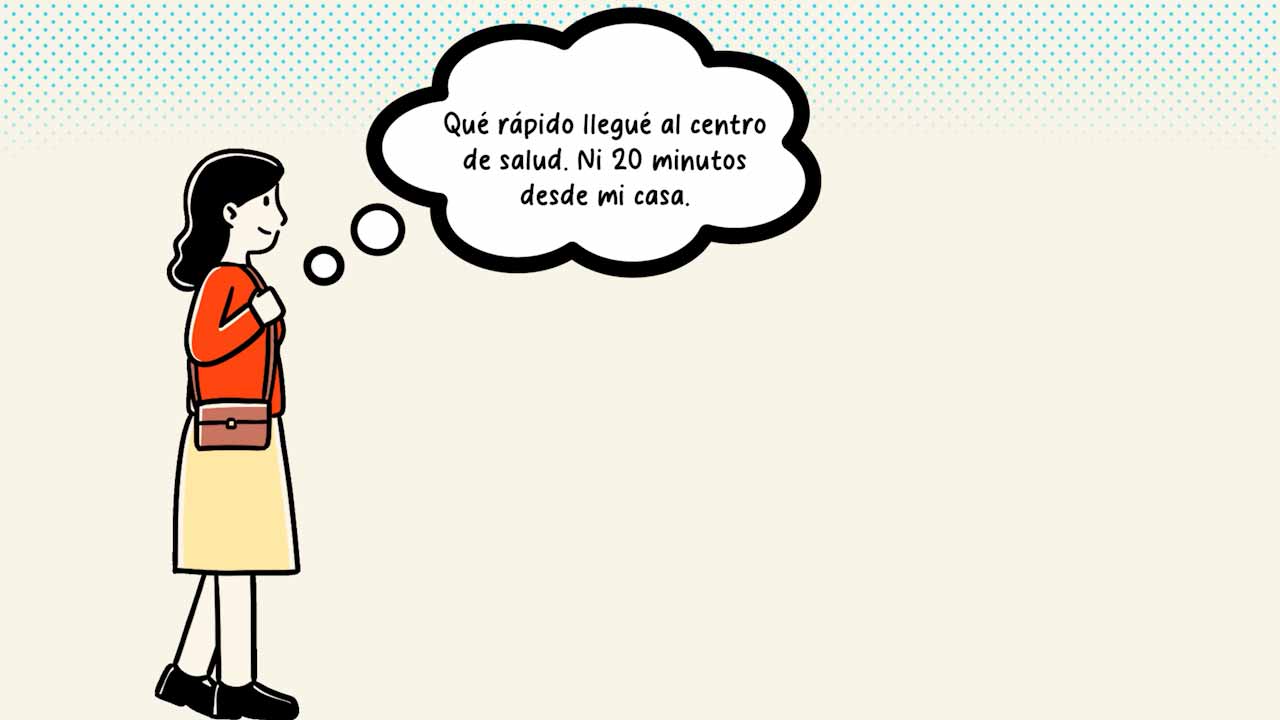 Qué rápido llegué al centro
de salud. Ni 20 minutos
desde mi casa.